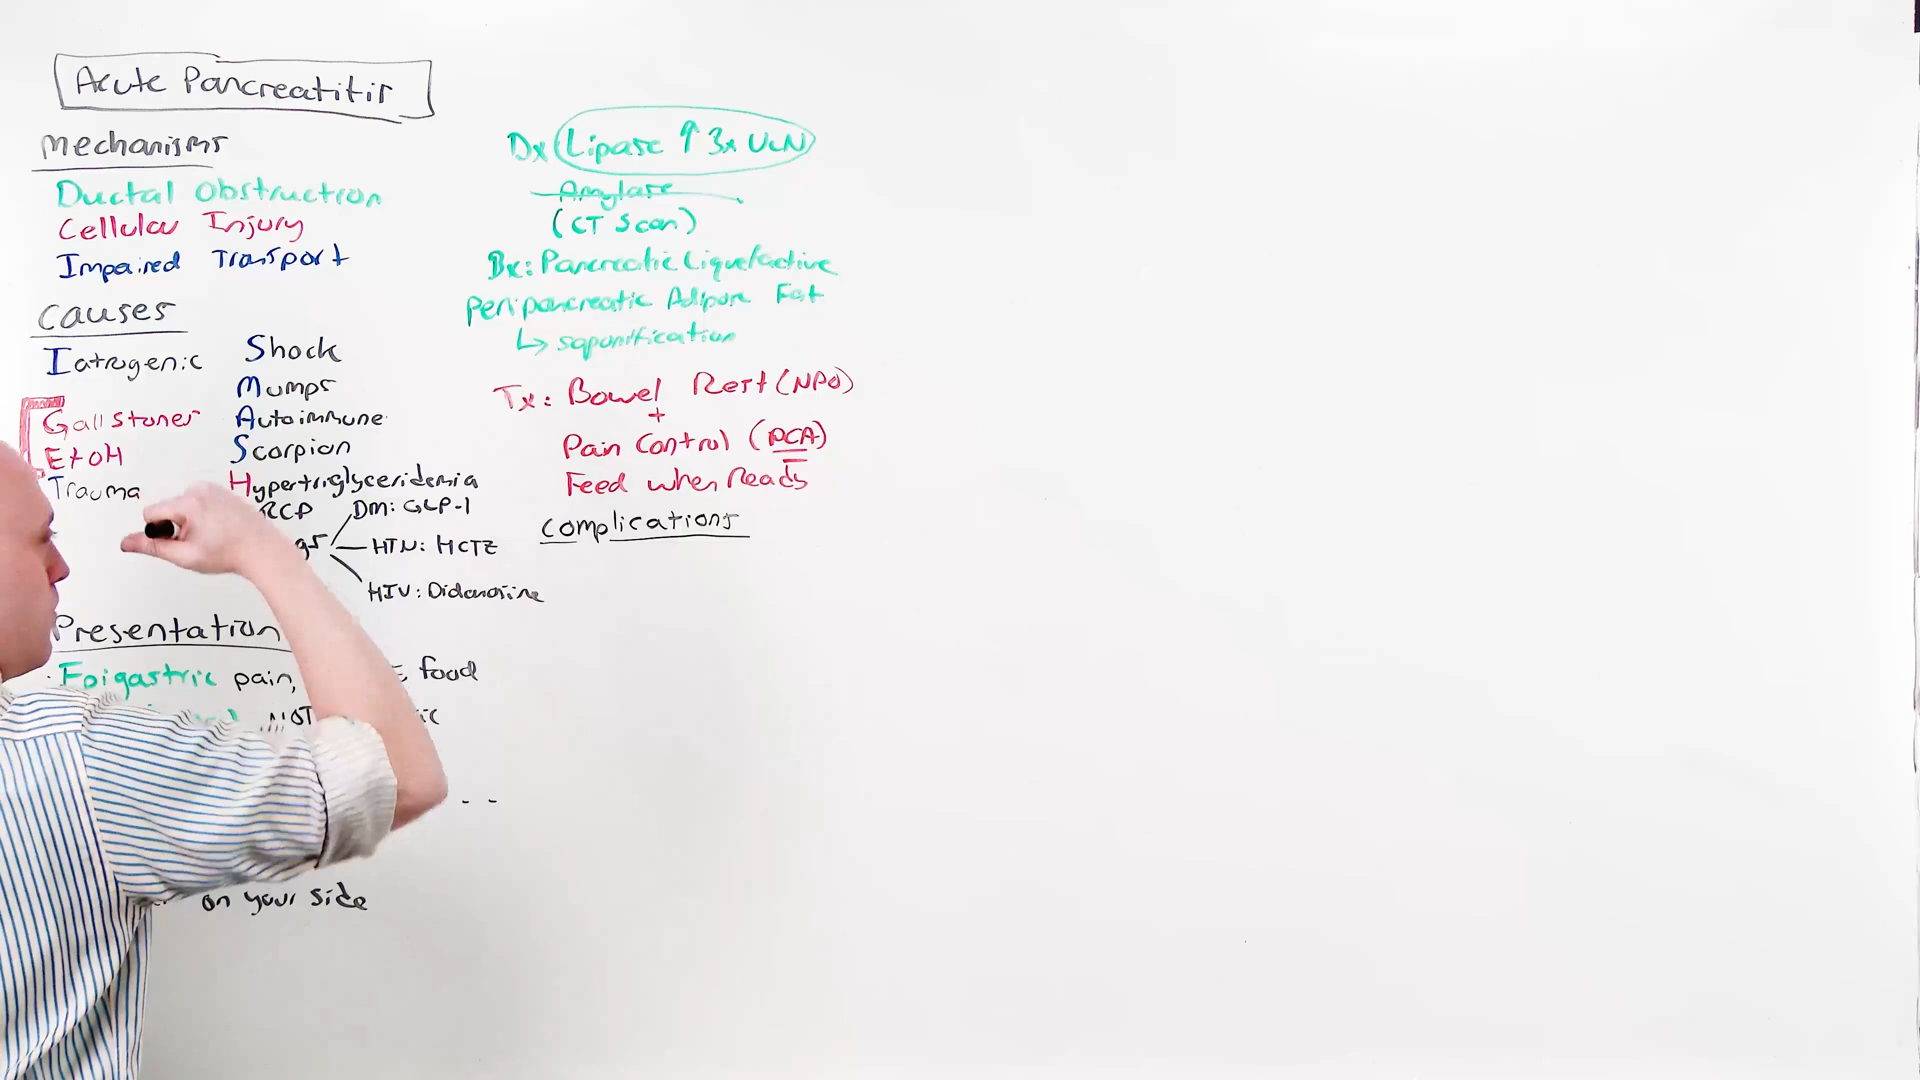 Acute Pancreatitis
Mechanisms
Ductal Obstruction
Cellular Injury
Impaired Transport
Causes
Iatrogenic
Gallstones
EtOH
Trauma
Shock
Mumps
Autoimmune
Scorpion
Hypertriglyceridemia
RCP
DM: GLP-1
HTN: HCTZ
HIV: Didanosine
Presentation
Epigastric pain, food
NOT
on your side
Dx Lipase ↑ 3x ULN
Amylase
(CT Scan)
Bx: Pancreatic Liquefactive
Peripancreatic Adipose Fat
↳ saponification
Tx: Bowel Rest (NPO)
+
Pain Control (PCA)
Feed when Ready
Complications